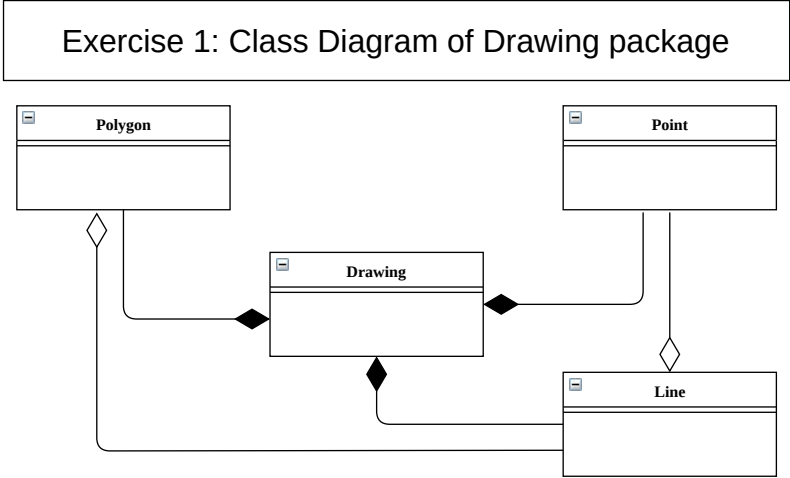 Exercise 1: Class Diagram of Drawing package
Polygon
Point
Drawing
Line